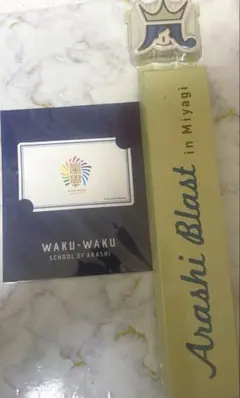 WAKU-WAKU
SCHOOL OF ARASHI
Arashi Blast in Miyagi